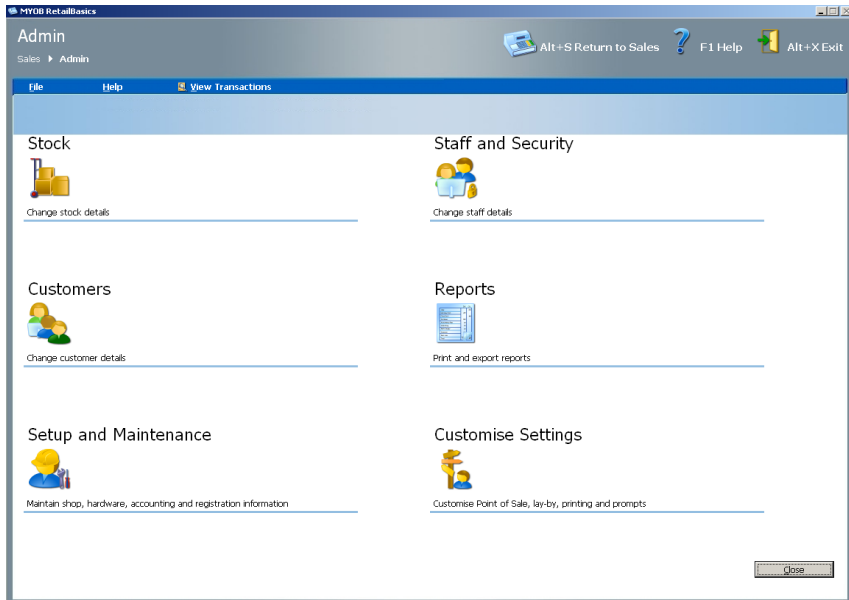 MYOB RetailBasics
Admin
Sales Admin
Alt+S Return to Sales
F1 Help
Alt+X Exit
File Help View Transactions
Stock
Change stock details
Staff and Security
Change staff details
Customers
Change customer details
Reports
Print and export reports
Setup and Maintenance
Maintain shop, hardware, accounting and registration information
Customise Settings
Customise Point of Sale, lay-by, printing and prompts
Close